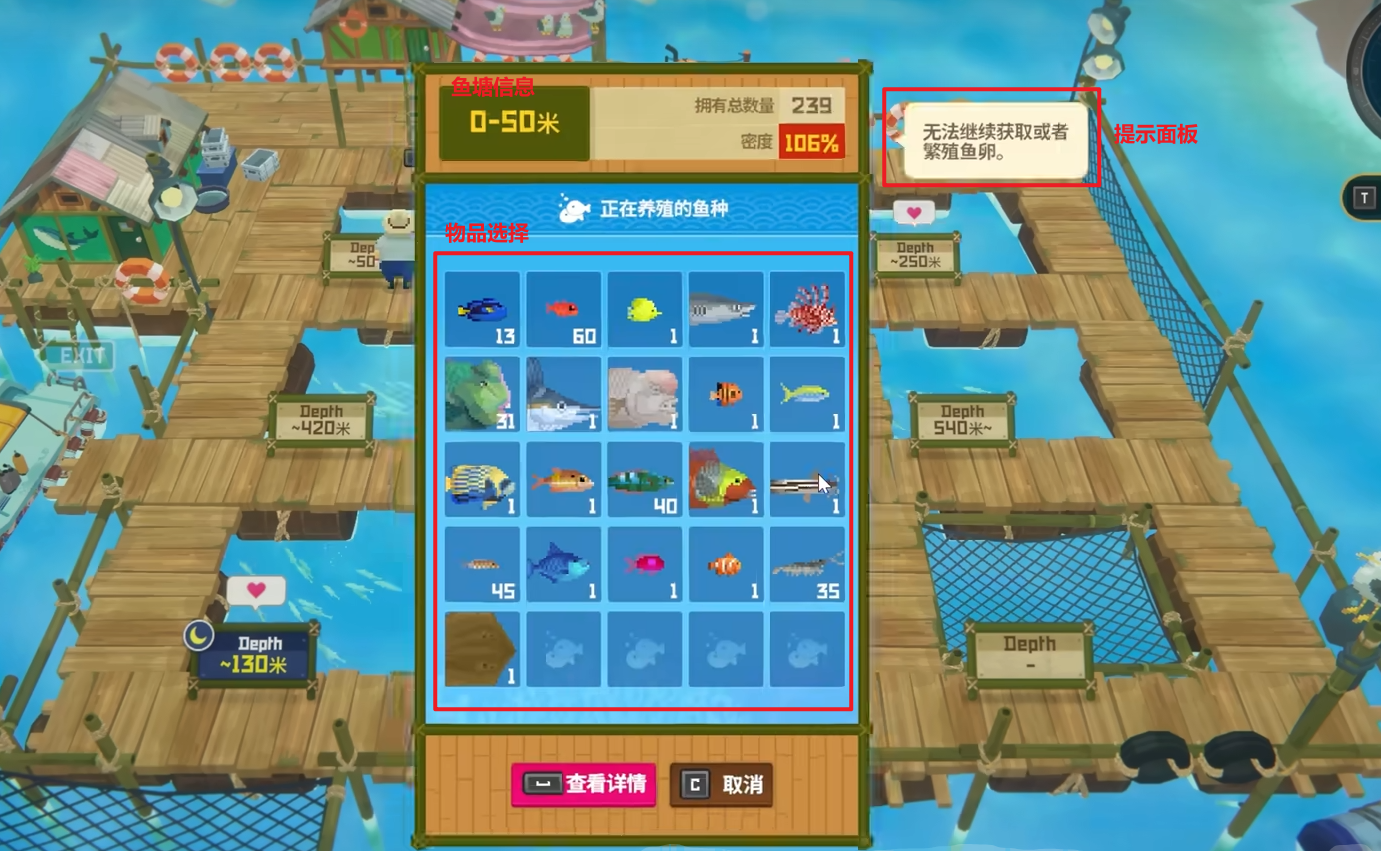 鱼塘信息
0-50米
拥有总数量 239
密度 106%
无法继续获取或者
繁殖鱼卵。
提示面板
T
正在养殖的鱼种
物品选择
Dep
~50
Depth
~250米
13
60
1
1
1
31
1
1
1
1
EXIT
Depth
~420米
Depth
540米~
1
1
40
1
1
45
1
1
1
35
Depth
~130米
Depth
-
1
查看详情
C 取消